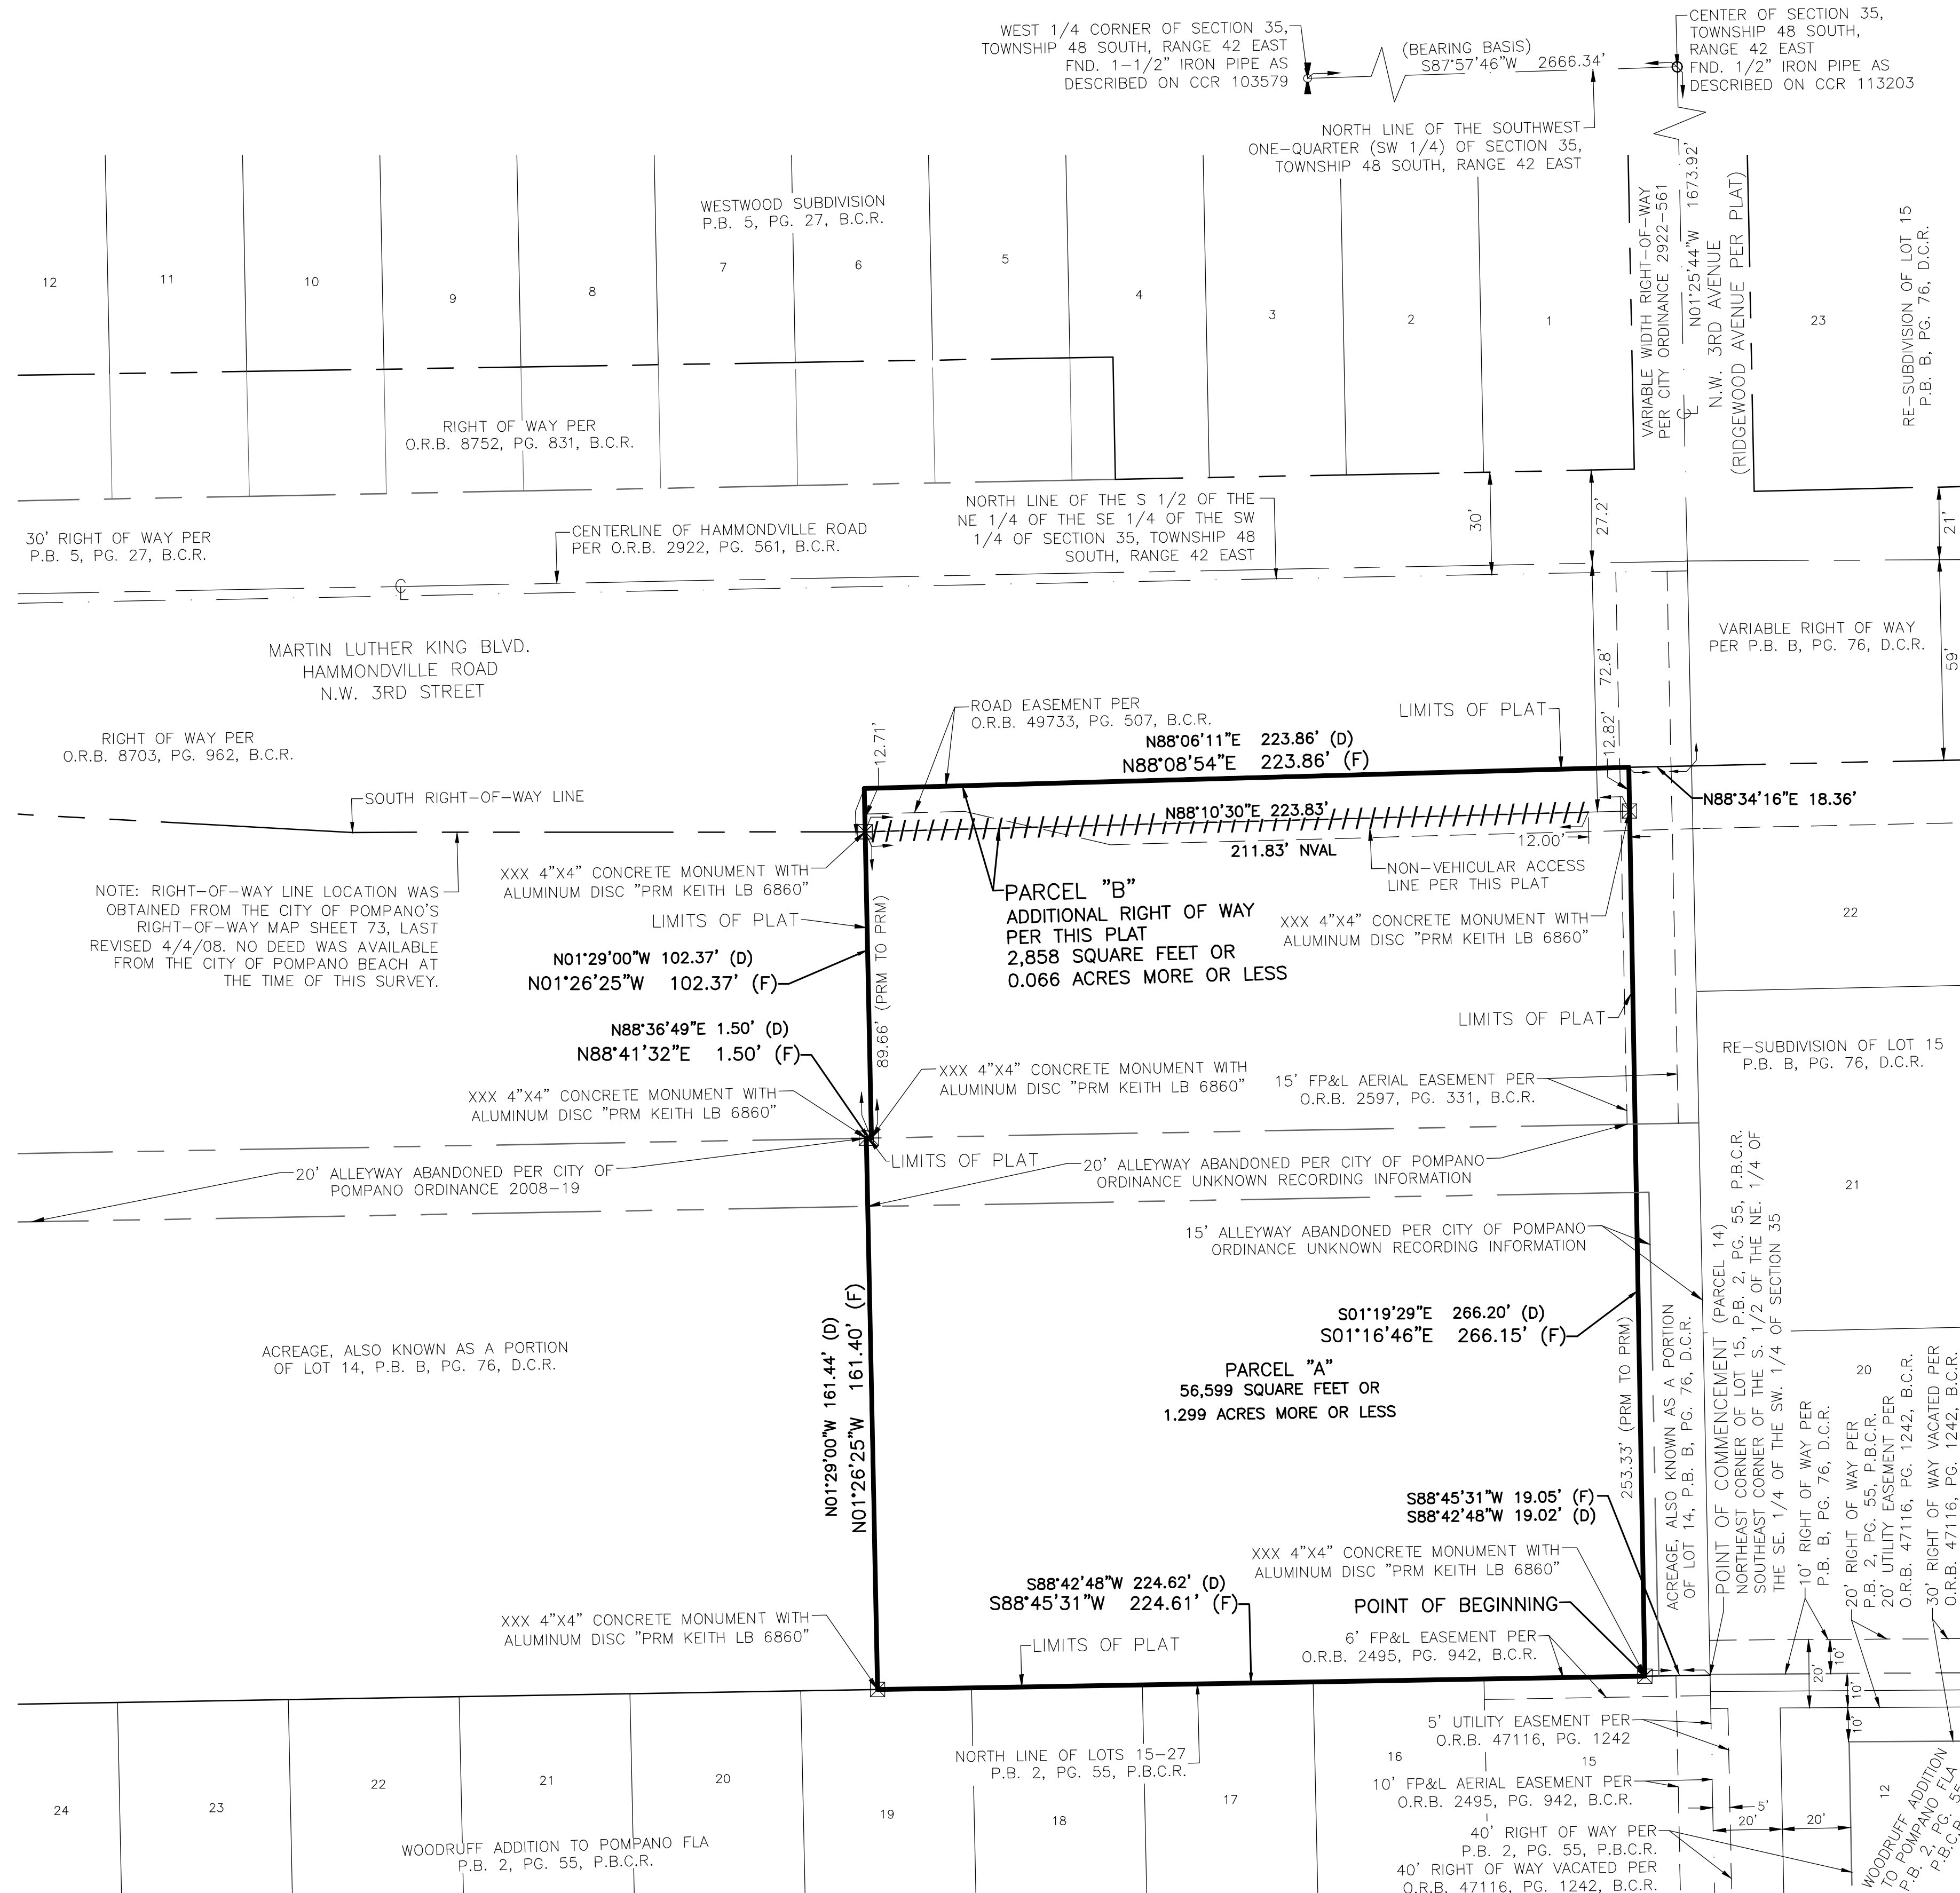 WEST 1/4 CORNER OF SECTION 35,
TOWNSHIP 48 SOUTH, RANGE 42 EAST
FND. 1-1/2" IRON PIPE AS
DESCRIBED ON CCR 103579
(BEARING BASIS)
S87°57'46"W 2666.34'
CENTER OF SECTION 35,
TOWNSHIP 48 SOUTH,
RANGE 42 EAST
FND. 1/2" IRON PIPE AS
DESCRIBED ON CCR 113203
NORTH LINE OF THE SOUTHWEST
ONE-QUARTER (SW 1/4) OF SECTION 35,
TOWNSHIP 48 SOUTH, RANGE 42 EAST
WESTWOOD SUBDIVISION
P.B. 5, PG. 27, B.C.R.
12
11
10
9
8
7
6
5
4
3
2
1
VARIABLE WIDTH RIGHT-OF-WAY
PER CITY ORDINANCE 2922-561
N01°25'44"W 1673.92'
N.W. 3RD AVENUE
(RIDGEWOOD AVENUE PER PLAT)
23
RE-SUBDIVISION OF LOT 15
P.B. B, PG. 76, D.C.R.
RIGHT OF WAY PER
O.R.B. 8752, PG. 831, B.C.R.
30' RIGHT OF WAY PER
P.B. 5, PG. 27, B.C.R.
CENTERLINE OF HAMMONDVILLE ROAD
PER O.R.B. 2922, PG. 561, B.C.R.
NORTH LINE OF THE S 1/2 OF THE
NE 1/4 OF THE SE 1/4 OF THE SW
1/4 OF SECTION 35, TOWNSHIP 48
SOUTH, RANGE 42 EAST
30'
27.2'
21'
MARTIN LUTHER KING BLVD.
HAMMONDVILLE ROAD
N.W. 3RD STREET
RIGHT OF WAY PER
O.R.B. 8703, PG. 962, B.C.R.
VARIABLE RIGHT OF WAY
PER P.B. B, PG. 76, D.C.R.
59'
72.8'
12.82'
12.71'
ROAD EASEMENT PER
O.R.B. 49733, PG. 507, B.C.R.
LIMITS OF PLAT
N88°06'11"E 223.86' (D)
N88°08'54"E 223.86' (F)
N88°34'16"E 18.36'
SOUTH RIGHT-OF-WAY LINE
N88°10'30"E 223.83'
12.00'
211.83' NVAL
NON-VEHICULAR ACCESS
LINE PER THIS PLAT
XXX 4"X4" CONCRETE MONUMENT WITH
ALUMINUM DISC "PRM KEITH LB 6860"
NOTE: RIGHT-OF-WAY LINE LOCATION WAS
OBTAINED FROM THE CITY OF POMPANO'S
RIGHT-OF-WAY MAP SHEET 73, LAST
REVISED 4/4/08. NO DEED WAS AVAILABLE
FROM THE CITY OF POMPANO BEACH AT
THE TIME OF THIS SURVEY.
LIMITS OF PLAT
PARCEL "B"
ADDITIONAL RIGHT OF WAY
PER THIS PLAT
2,858 SQUARE FEET OR
0.066 ACRES MORE OR LESS
XXX 4"X4" CONCRETE MONUMENT WITH
ALUMINUM DISC "PRM KEITH LB 6860"
22
N01°29'00"W 102.37' (D)
N01°26'25"W 102.37' (F)
89.66' (PRM TO PRM)
LIMITS OF PLAT
N88°36'49"E 1.50' (D)
N88°41'32"E 1.50' (F)
XXX 4"X4" CONCRETE MONUMENT WITH
ALUMINUM DISC "PRM KEITH LB 6860"
XXX 4"X4" CONCRETE MONUMENT WITH
ALUMINUM DISC "PRM KEITH LB 6860"
15' FP&L AERIAL EASEMENT PER
O.R.B. 2597, PG. 331, B.C.R.
RE-SUBDIVISION OF LOT 15
P.B. B, PG. 76, D.C.R.
20' ALLEYWAY ABANDONED PER CITY OF
POMPANO ORDINANCE 2008-19
LIMITS OF PLAT
20' ALLEYWAY ABANDONED PER CITY OF POMPANO
ORDINANCE UNKNOWN RECORDING INFORMATION
21
15' ALLEYWAY ABANDONED PER CITY OF POMPANO
ORDINANCE UNKNOWN RECORDING INFORMATION
ACREAGE, ALSO KNOWN AS A PORTION
OF LOT 14, P.B. B, PG. 76, D.C.R.
N01°29'00"W 161.44' (D)
N01°26'25"W 161.40' (F)
S01°19'29"E 266.20' (D)
S01°16'46"E 266.15' (F)
PARCEL "A"
56,599 SQUARE FEET OR
1.299 ACRES MORE OR LESS
253.33' (PRM TO PRM)
ACREAGE, ALSO KNOWN AS A PORTION
OF LOT 14, P.B. B, PG. 76, D.C.R.
POINT OF COMMENCEMENT (PARCEL 14)
NORTHEAST CORNER OF LOT 15, P.B. 2, PG. 55, P.B.C.R.
SOUTHEAST CORNER OF THE S. 1/2 OF THE NE. 1/4 OF
THE SE. 1/4 OF THE SW. 1/4 OF SECTION 35
10' RIGHT OF WAY PER
P.B. B, PG. 76, D.C.R.
20
20' RIGHT OF WAY PER
P.B. 2, PG. 55, P.B.C.R.
20' UTILITY EASEMENT PER
O.R.B. 47116, PG. 1242, B.C.R.
30' RIGHT OF WAY VACATED PER
O.R.B. 47116, PG. 1242, B.C.R.
S88°45'31"W 19.05' (F)
S88°42'48"W 19.02' (D)
XXX 4"X4" CONCRETE MONUMENT WITH
ALUMINUM DISC "PRM KEITH LB 6860"
S88°42'48"W 224.62' (D)
S88°45'31"W 224.61' (F)
POINT OF BEGINNING
XXX 4"X4" CONCRETE MONUMENT WITH
ALUMINUM DISC "PRM KEITH LB 6860"
LIMITS OF PLAT
6' FP&L EASEMENT PER
O.R.B. 2495, PG. 942, B.C.R.
20'
10'
10'
10'
NORTH LINE OF LOTS 15-27
P.B. 2, PG. 55, P.B.C.R.
5' UTILITY EASEMENT PER
O.R.B. 47116, PG. 1242
24
23
22
21
20
19
18
17
16
15
12
10' FP&L AERIAL EASEMENT PER
O.R.B. 2495, PG. 942, B.C.R.
5'
20'
20'
WOODRUFF ADDITION TO POMPANO FLA
P.B. 2, PG. 55, P.B.C.R.
40' RIGHT OF WAY PER
P.B. 2, PG. 55, P.B.C.R.
40' RIGHT OF WAY VACATED PER
O.R.B. 47116, PG. 1242, B.C.R.
WOODRUFF ADDITION
TO POMPANO FLA
P.B. 2, PG. 55
P.B.C.R.